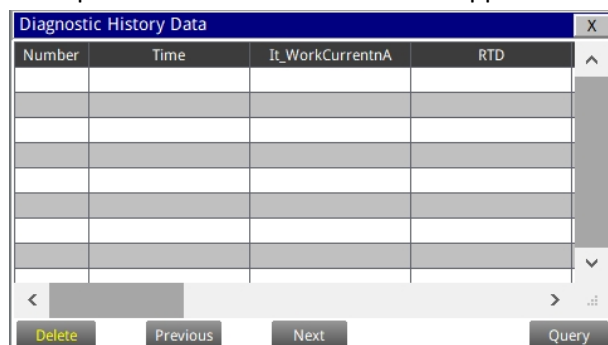 Diagnostic History Data X
Number Time It_WorkCurrentnA RTD
Delete Previous Next Query